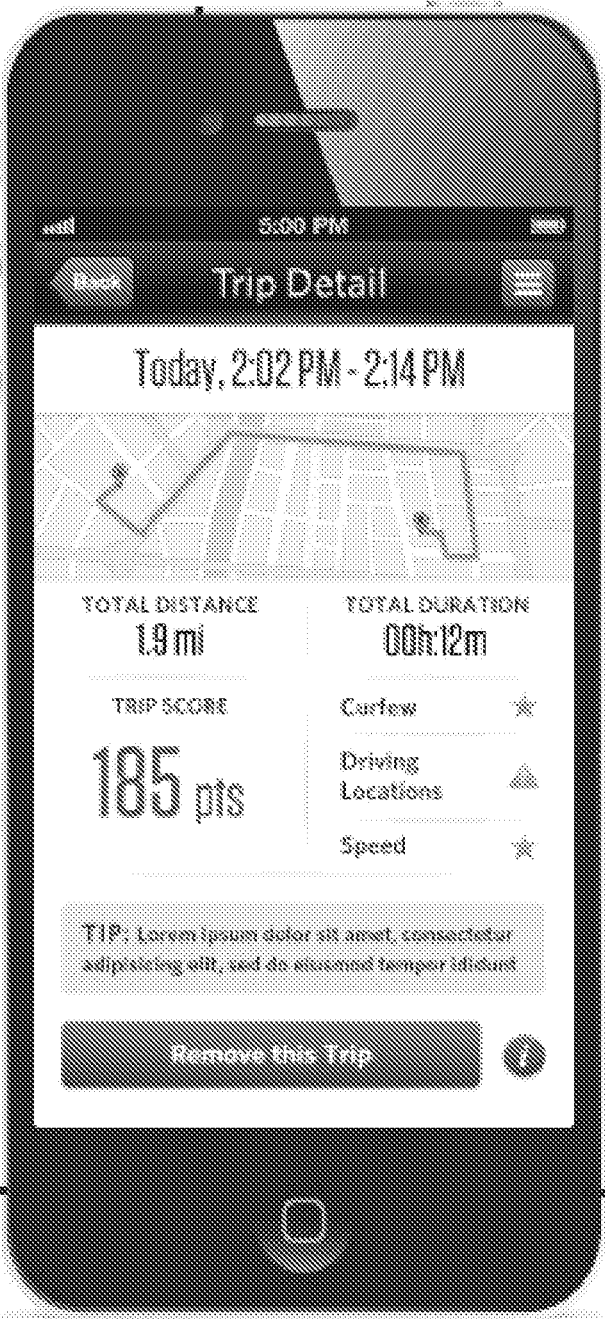 5:00 PM
Back
Trip Detail
Today, 2:02 PM - 2:14 PM
TOTAL DISTANCE
1.9 mi
TOTAL DURATION
00h:12m
TRIP SCORE
185 pts
Curfew
Driving
Locations
Speed
TIP: Lorem ipsum dolor sit amet, consectetur
adipisicing elit, sed do eiusmod tempor ididunt
Remove this Trip
i